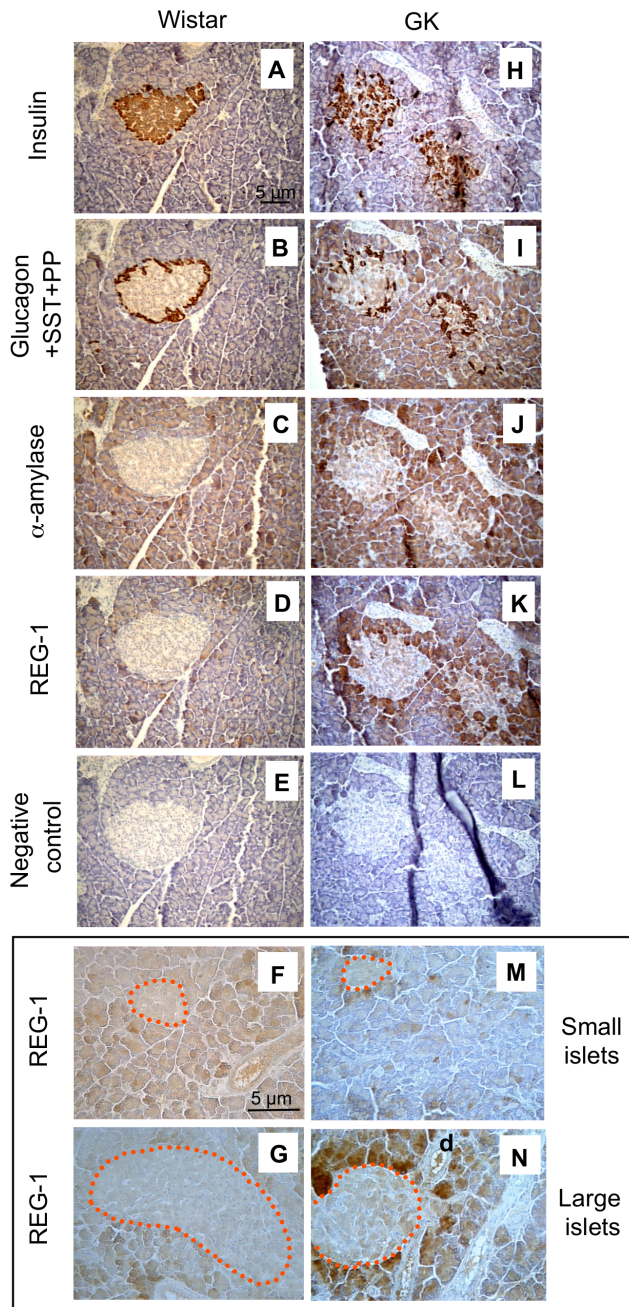 Wistar
GK
Insulin
A
5 µm
H
Glucagon
+SST+PP
B
I
α-amylase
C
J
REG-1
D
K
Negative
control
E
L
REG-1
F
5 µm
M
Small
islets
REG-1
G
d
N
Large
islets